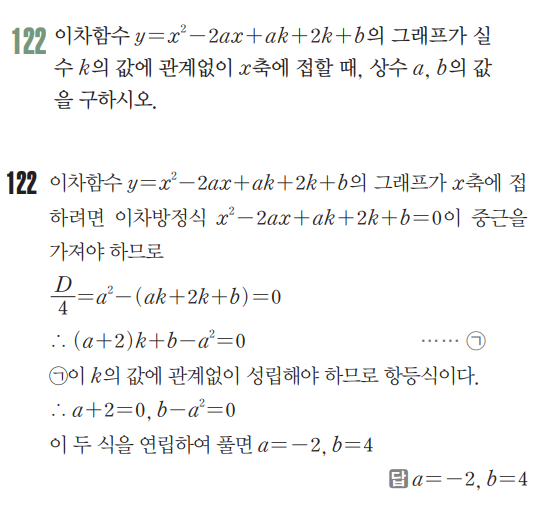 122 이차함수 y=x²-2ax+ak+2k+b의 그래프가 실
수 k의 값에 관계없이 x축에 접할 때, 상수 a, b의 값
을 구하시오.
122 이차함수 y=x²-2ax+ak+2k+b의 그래프가 x축에 접
하려면 이차방정식 x²-2ax+ak+2k+b=0이 중근을
가져야 하므로
D/4=a²-(ak+2k+b)=0
∴ (a+2)k+b-a²=0 …… ㉠
㉠이 k의 값에 관계없이 성립해야 하므로 항등식이다.
∴ a+2=0, b-a²=0
이 두 식을 연립하여 풀면 a=-2, b=4
답 a=-2, b=4